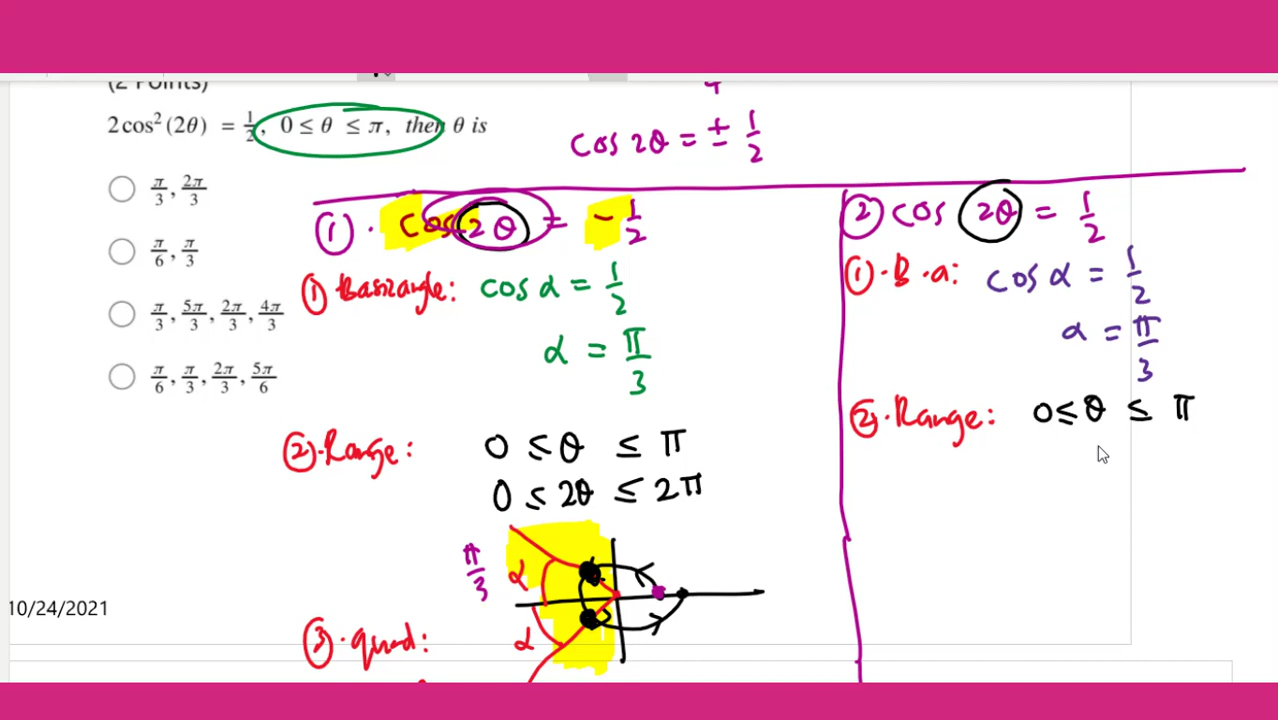 (2 Points)
2cos²(2θ) = 1/2, 0 ≤ θ ≤ π, then θ is
π/3, 2π/3
π/6, π/3
π/3, 5π/3, 2π/3, 4π/3
π/6, π/3, 2π/3, 5π/6
4
cos 2θ = ± 1/2
① · cos 2θ = - 1/2
① Basic angle: cos α = 1/2
α = π/3
② · Range: 0 ≤ θ ≤ π
0 ≤ 2θ ≤ 2π
π/3
α
α
③ · quad:
② cos 2θ = 1/2
① · B · a: cos α = 1/2
α = π/3
② · Range: 0 ≤ θ ≤ π
10/24/2021